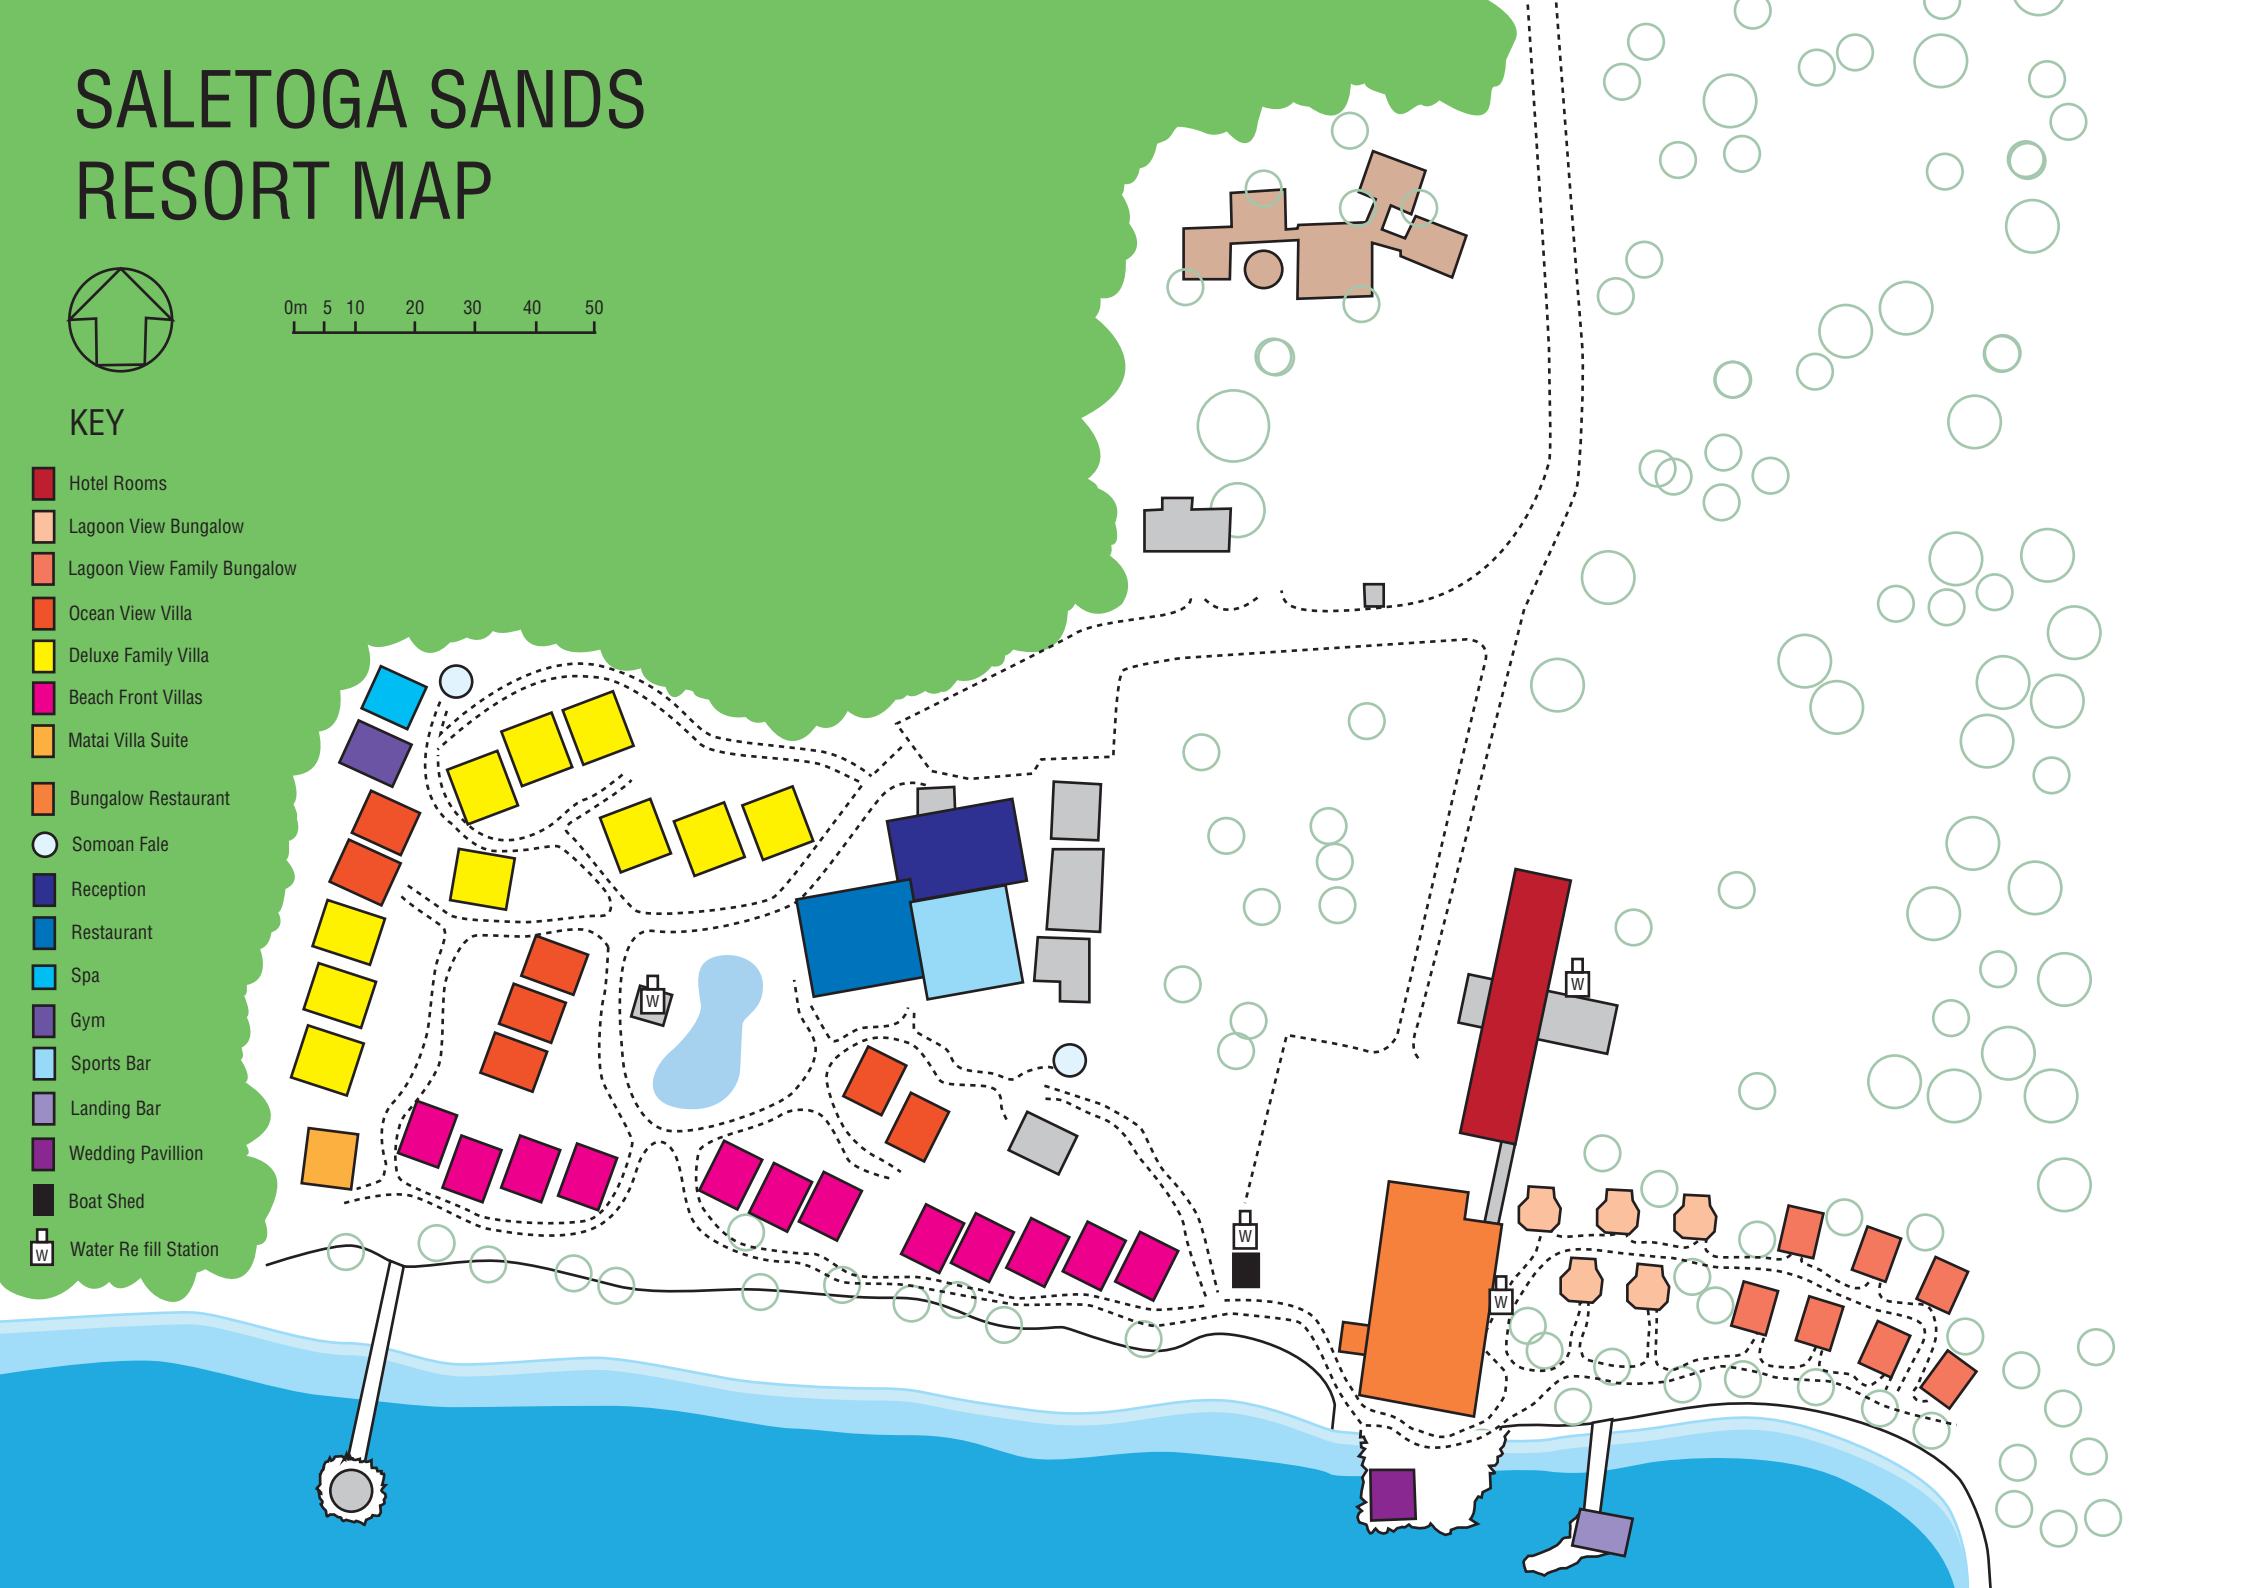 SALETOGA SANDS
RESORT MAP
0m 5 10 20 30 40 50
KEY
Hotel Rooms
Lagoon View Bungalow
Lagoon View Family Bungalow
Ocean View Villa
Deluxe Family Villa
Beach Front Villas
Matai Villa Suite
Bungalow Restaurant
Somoan Fale
Reception
Restaurant
Spa
Gym
Sports Bar
Landing Bar
Wedding Pavillion
Boat Shed
W Water Re fill Station
W
W
W
W